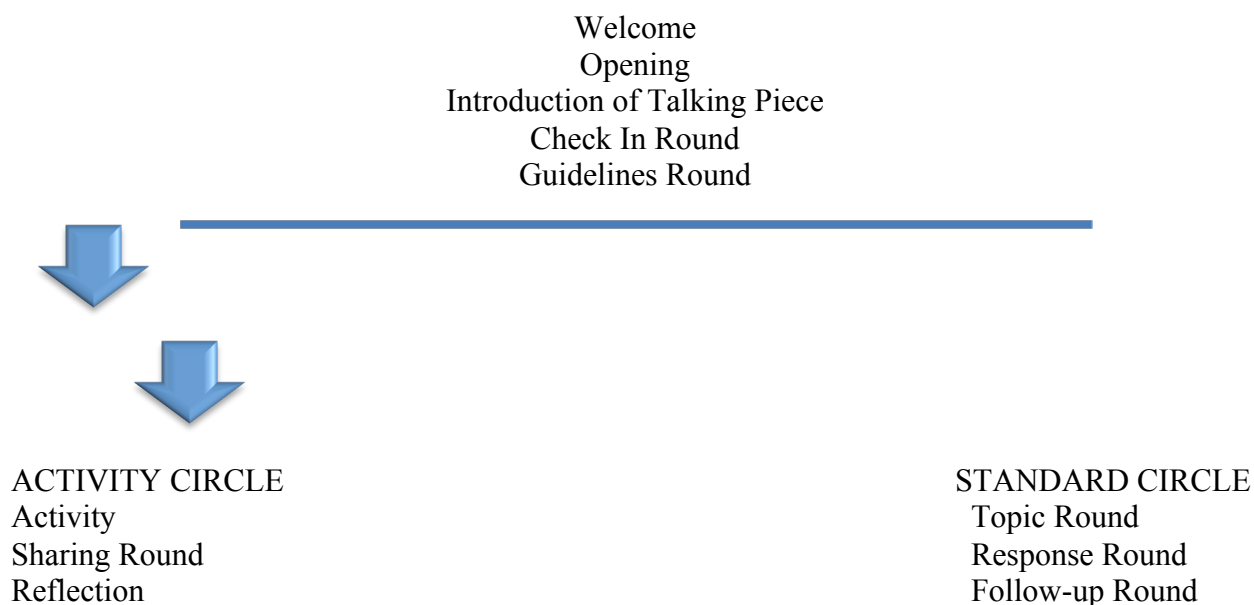 Welcome
Opening
Introduction of Talking Piece
Check In Round
Guidelines Round
ACTIVITY CIRCLE
Activity
Sharing Round
Reflection
STANDARD CIRCLE
Topic Round
Response Round
Follow-up Round